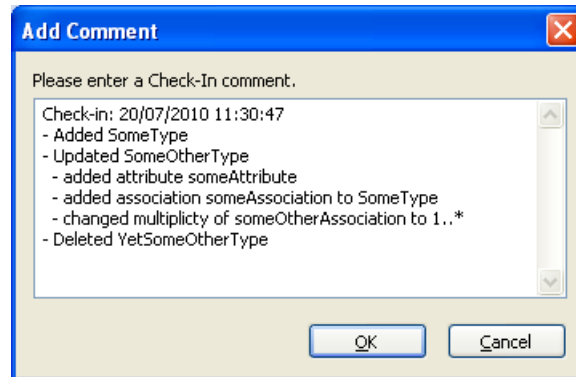 Add Comment
Please enter a Check-In comment.
Check-in: 20/07/2010 11:30:47
- Added SomeType
- Updated SomeOtherType
- added attribute someAttribute
- added association someAssociation to SomeType
- changed multiplicty of someOtherAssociation to 1..*
- Deleted YetSomeOtherType
OK Cancel